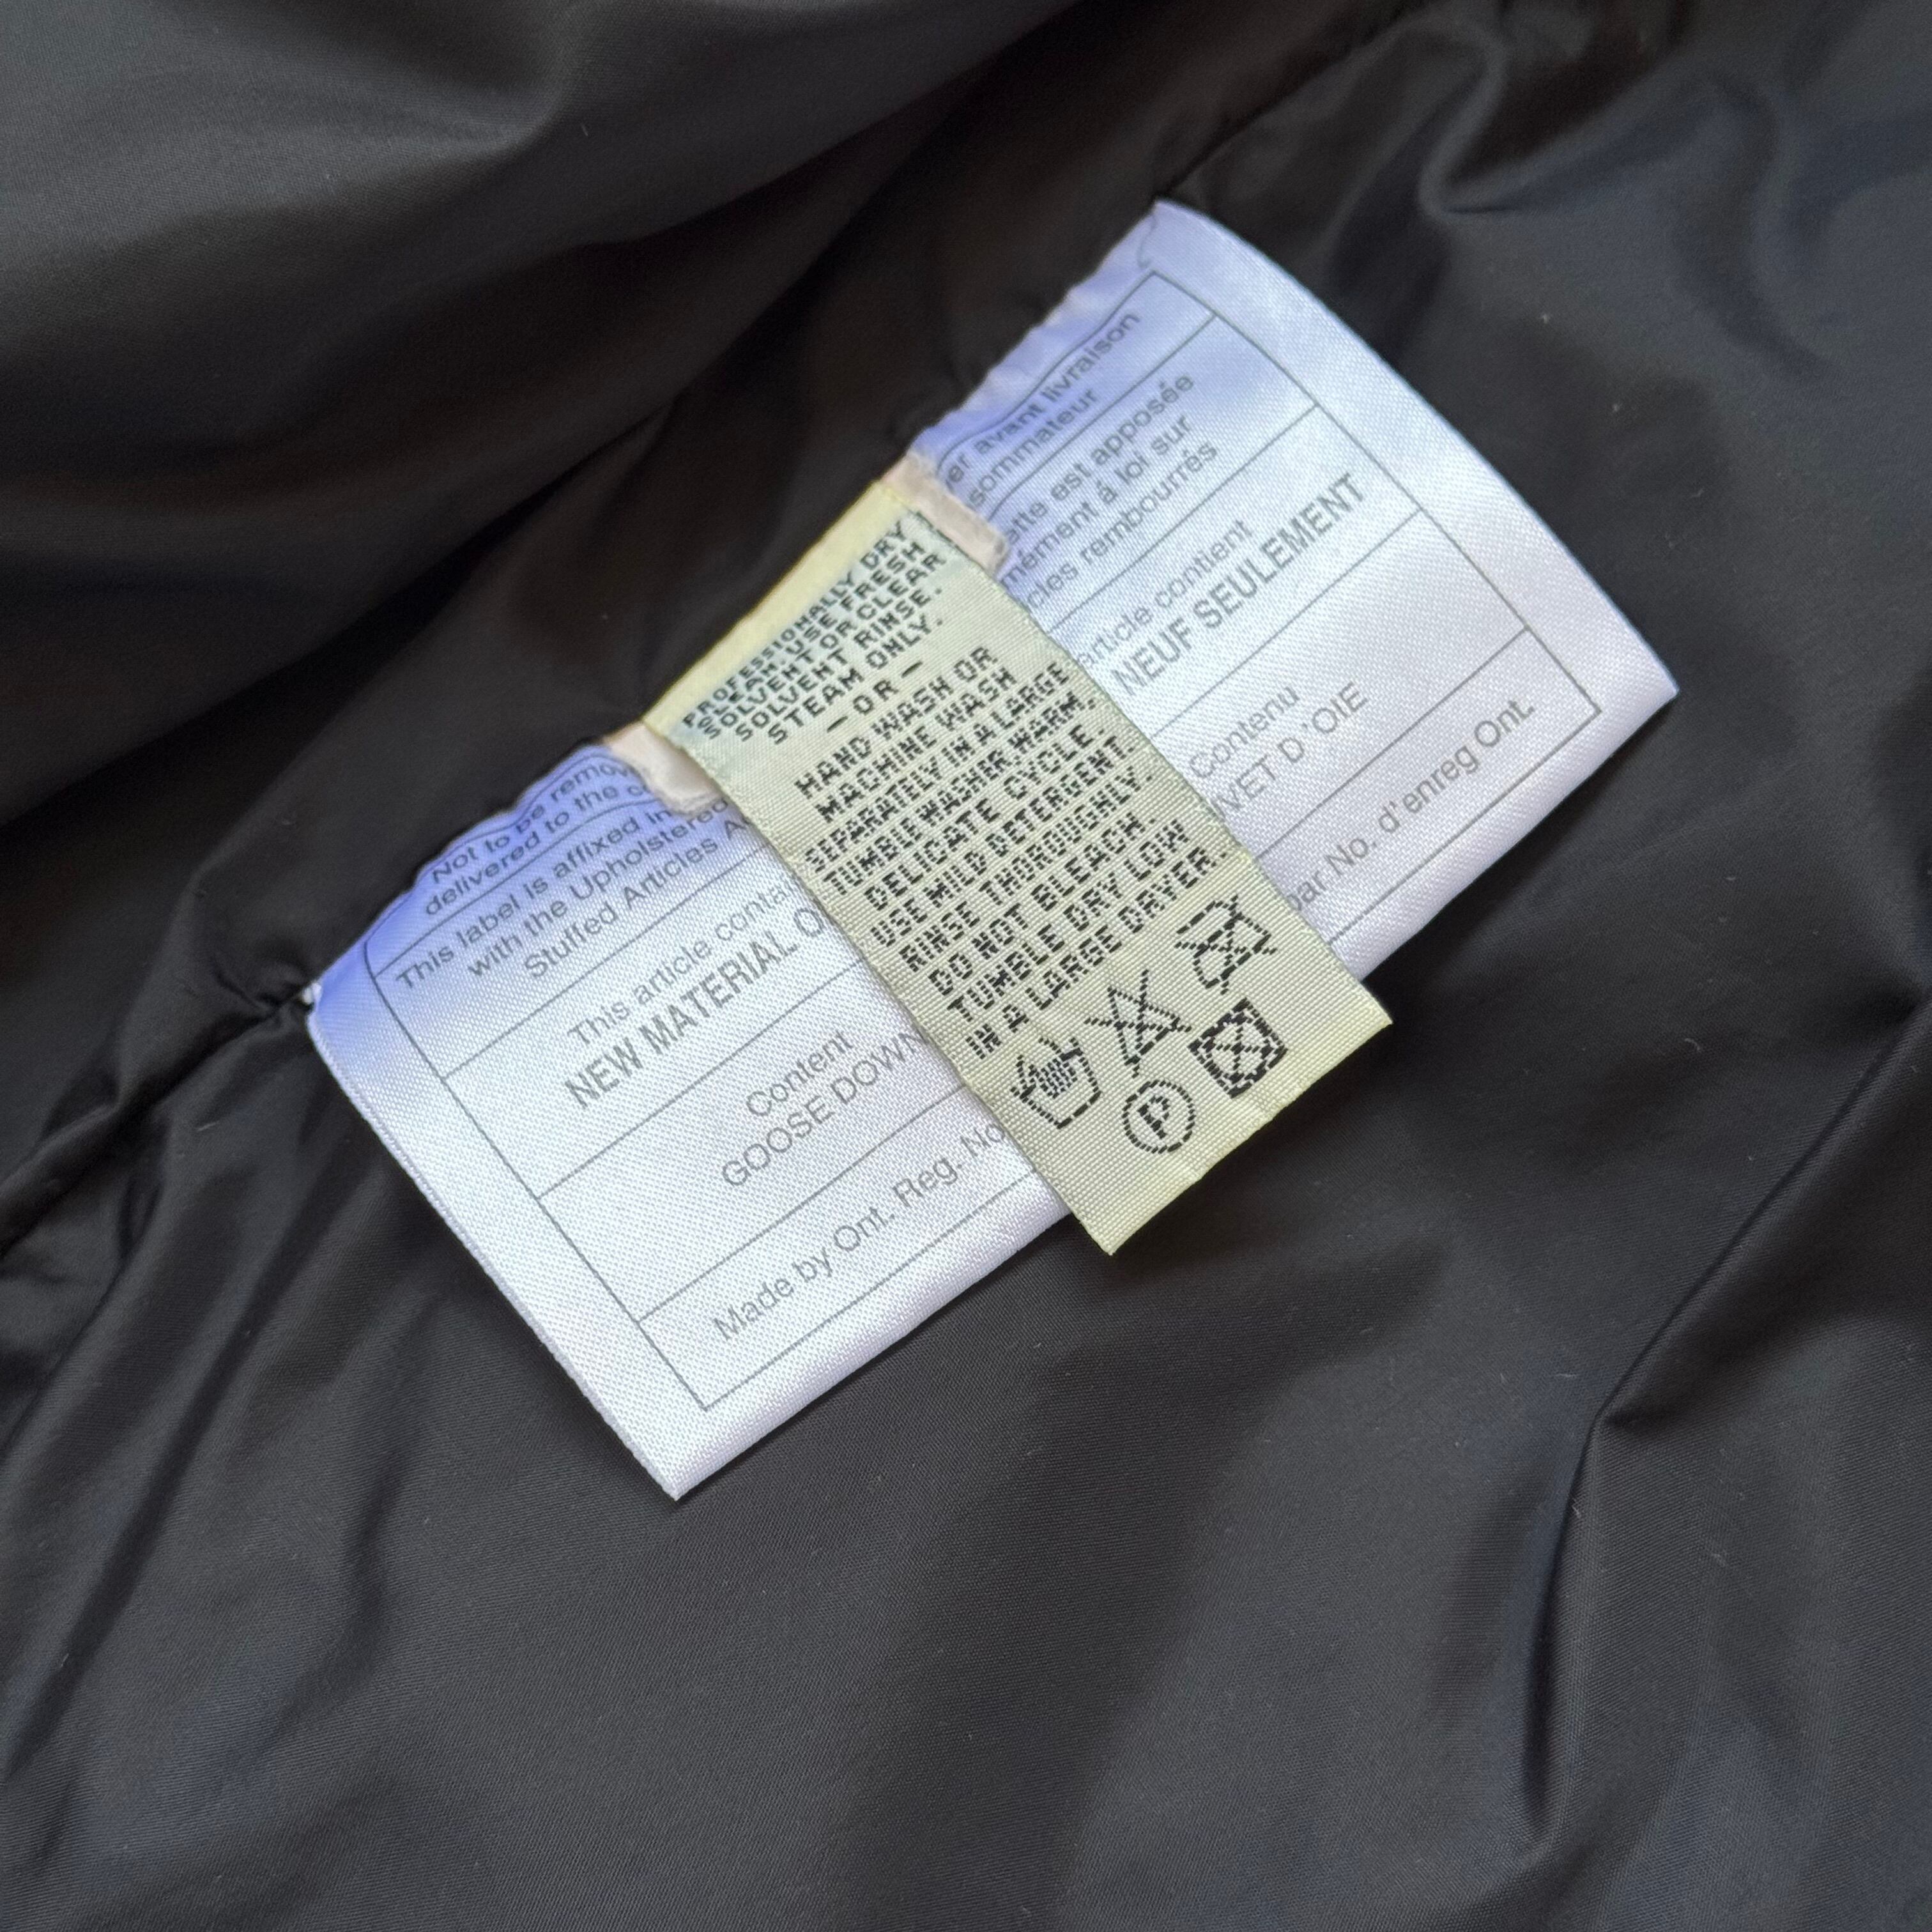 Not to be remov
delivered to the c
This label is affixed in
with the Upholstered
Stuffed Articles A
This article conta
NEW MATERIAL O
Content
GOOSE DOWN
Made by Ont. Reg. No
PROFESSIONALLY DRY
CLEAN. USE FRESH
SOLVENT OR CLEAR
SOLVENT RINSE.
STEAM ONLY.
— OR —
HAND WASH OR
MACHINE WASH
SEPARATELY IN A LARGE
TUMBLE WASHER, WARM,
DELICATE CYCLE.
USE MILD DETERGENT.
RINSE THOROUGHLY.
DO NOT BLEACH
TUMBLE DRY LOW
IN A LARGE DRYER.
P
er avant livraison
sommateur
ette est apposée
mément á loi sur
cles rembourrés
article contient
NEUF SEULEMENT
Contenu
VET D'OIE
par No. d'enreg Ont.